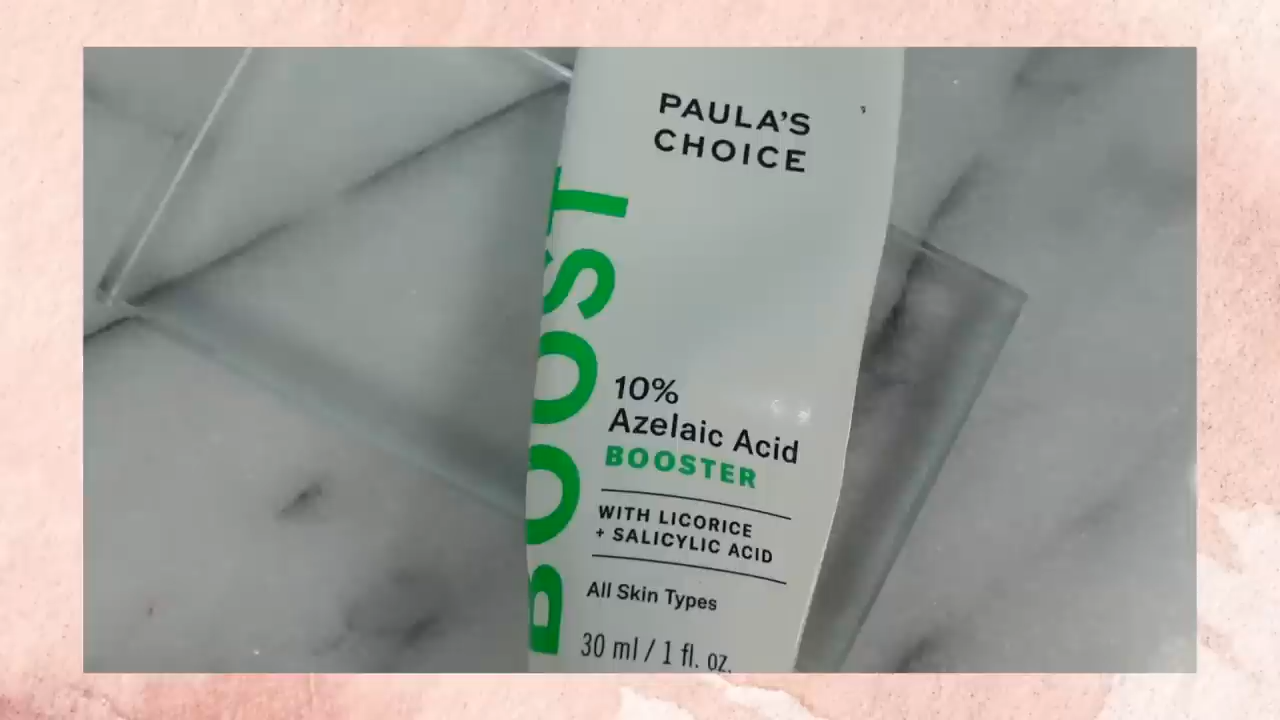 PAULA'S
CHOICE
BOOST
10%
Azelaic Acid
BOOSTER
WITH LICORICE
+ SALICYLIC ACID
All Skin Types
30 ml / 1 fl. oz.